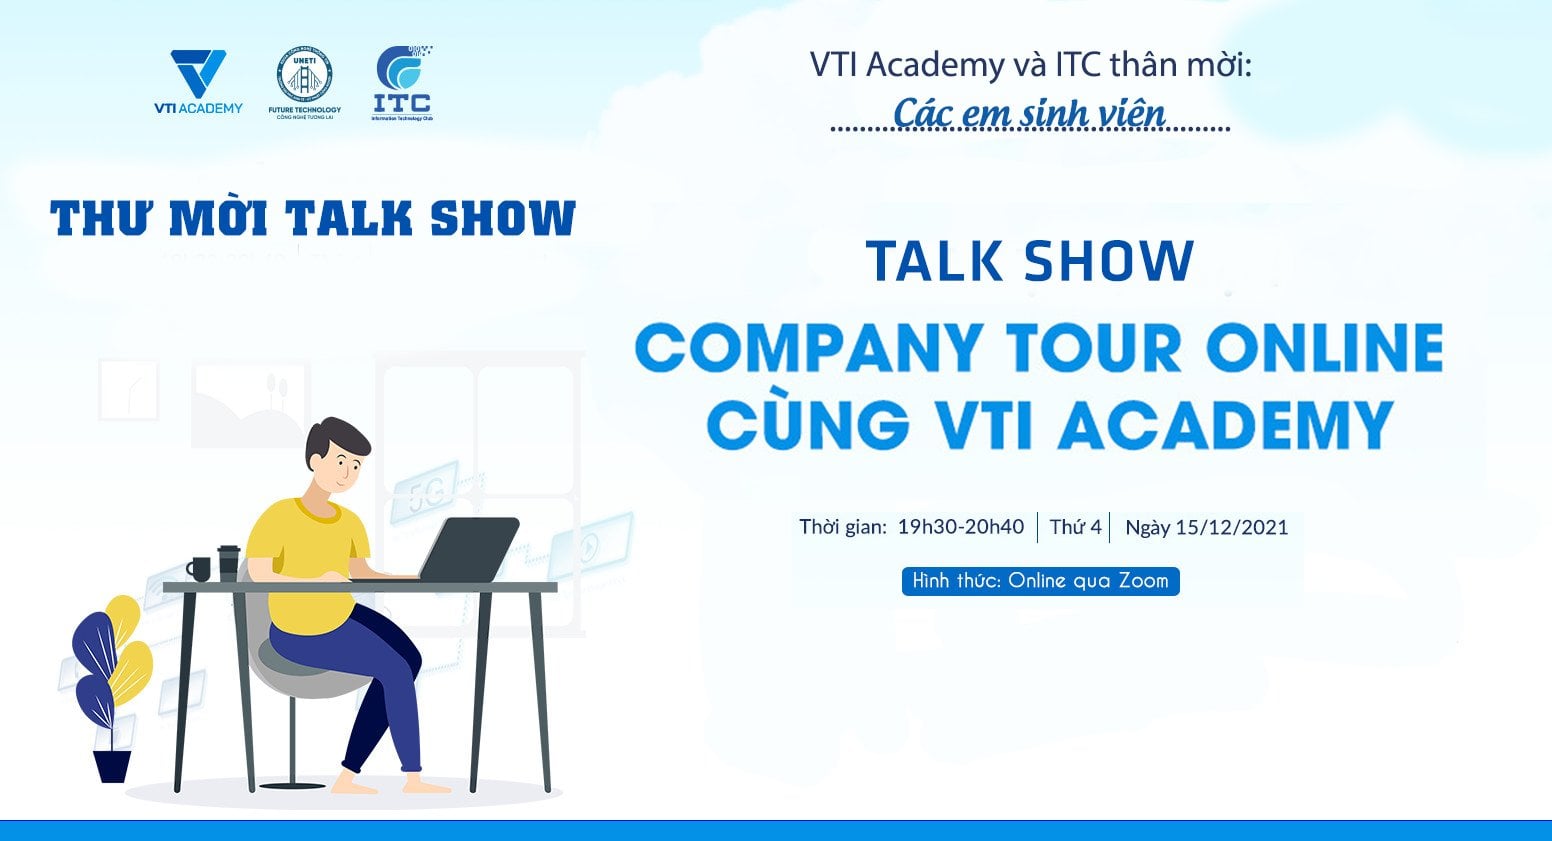 VTI ACADEMY
UNETI
FUTURE TECHNOLOGY
CÔNG NGHỆ TƯƠNG LAI
ITC
Information Technology Club
VTI Academy và ITC thân mời:
Các em sinh viên
THƯ MỜI TALK SHOW
TALK SHOW
COMPANY TOUR ONLINE
CÙNG VTI ACADEMY
Thời gian: 19h30-20h40 Thứ 4 Ngày 15/12/2021
Hình thức: Online qua Zoom
5G